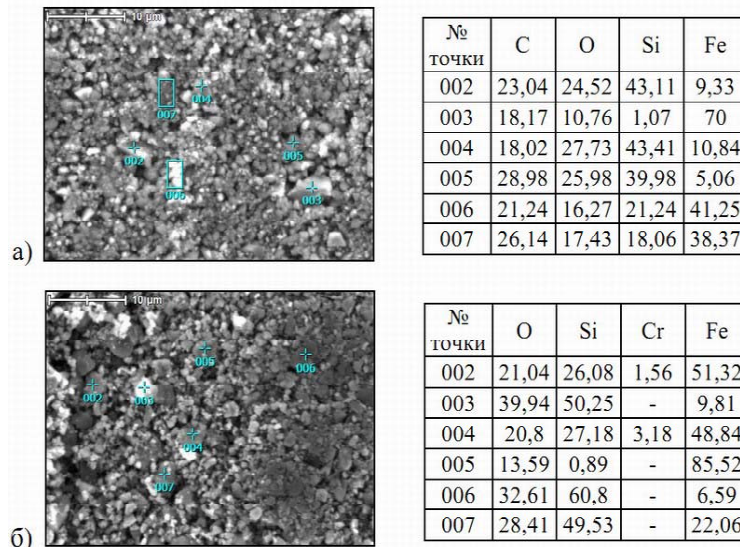 10 µm
004
007
002
005
006
003
а)
№ точки C O Si Fe
002 23,04 24,52 43,11 9,33
003 18,17 10,76 1,07 70
004 18,02 27,73 43,41 10,84
005 28,98 25,98 39,98 5,06
006 21,24 16,27 21,24 41,25
007 26,14 17,43 18,06 38,37
10 µm
005
006
002
003
004
007
б)
№ точки O Si Cr Fe
002 21,04 26,08 1,56 51,32
003 39,94 50,25 - 9,81
004 20,8 27,18 3,18 48,84
005 13,59 0,89 - 85,52
006 32,61 60,8 - 6,59
007 28,41 49,53 - 22,06